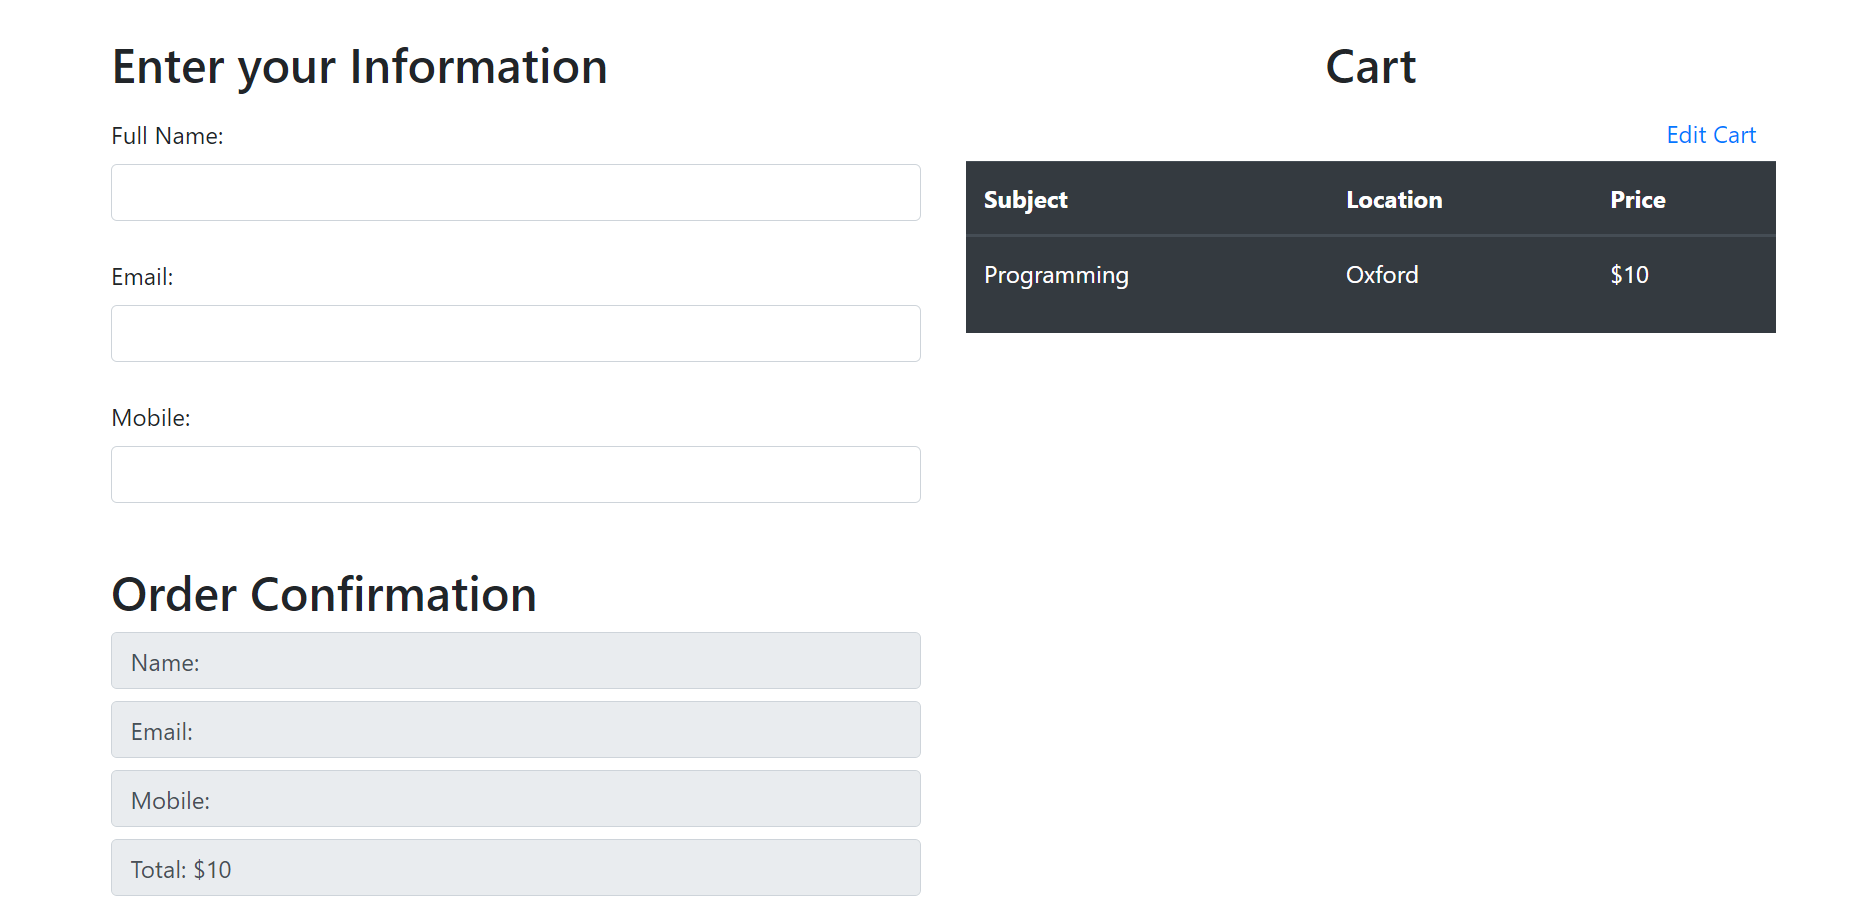 Enter your Information
Full Name:
Email:
Mobile:
Order Confirmation
Name:
Email:
Mobile:
Total: $10
Cart
Edit Cart
Subject Location Price
Programming Oxford $10